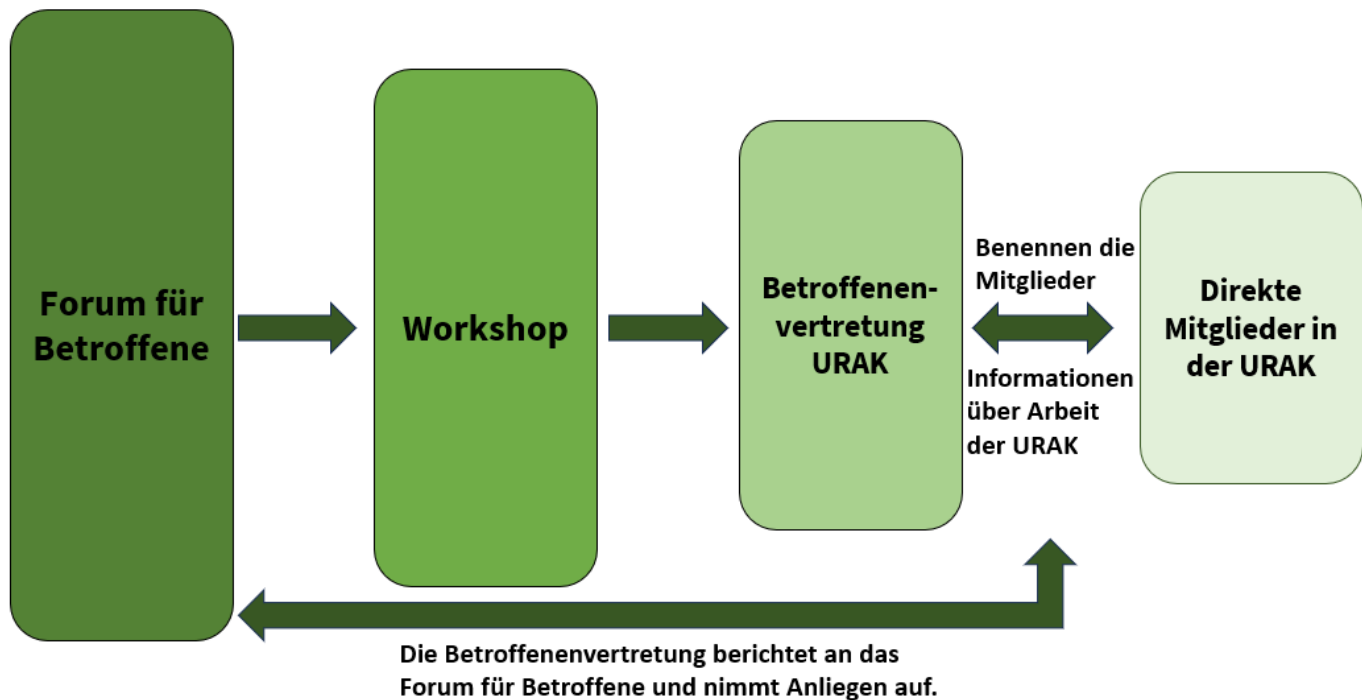 Forum für
Betroffene
Workshop
Betroffenen-
vertretung
URAK
Benennen die
Mitglieder
Informationen
über Arbeit
der URAK
Direkte
Mitglieder in
der URAK
Die Betroffenenvertretung berichtet an das
Forum für Betroffene und nimmt Anliegen auf.